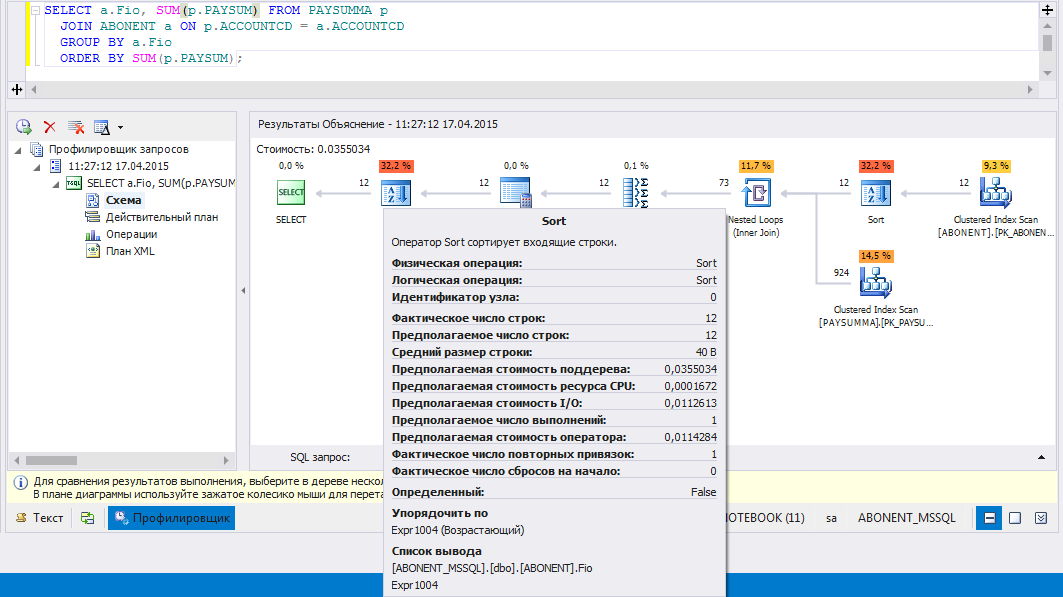 SELECT a.Fio, SUM(p.PAYSUM) FROM PAYSUMMA p
JOIN ABONENT a ON p.ACCOUNTCD = a.ACCOUNTCD
GROUP BY a.Fio
ORDER BY SUM(p.PAYSUM);
Профилировщик запросов
11:27:12 17.04.2015
TSQL SELECT a.Fio, SUM(p.PAYSUM
Схема
Действительный план
Операции
План XML
Результаты Объяснение - 11:27:12 17.04.2015
Стоимость: 0.0355034
0,0 % 32,2 % 0,0 % 0,1 % 11,7 % 32,2 % 9,3 %
12 12 12 73 12 12
SELECT
SELECT Nested Loops Sort Clustered Index Scan
(Inner Join) [ABONENT].[PK_ABONEN...
14,5 %
924
Clustered Index Scan
[PAYSUMMA].[PK_PAYSU...
Sort
Оператор Sort сортирует входящие строки.
Физическая операция: Sort
Логическая операция: Sort
Идентификатор узла: 0
Фактическое число строк: 12
Предполагаемое число строк: 12
Средний размер строки: 40 B
Предполагаемая стоимость поддерева: 0,0355034
Предполагаемая стоимость ресурса CPU: 0,0001672
Предполагаемая стоимость I/O: 0,0112613
Предполагаемое число выполнений: 1
Предполагаемая стоимость оператора: 0,0114284
Фактическое число повторных привязок: 1
Фактическое число сбросов на начало: 0
Определенный: False
Упорядочить по
Expr1004 (Возрастающий)
Список вывода
[ABONENT_MSSQL].[dbo].[ABONENT].Fio
Expr1004
SQL запрос:
Для сравнения результатов выполнения, выберите в дереве неско
В плане диаграммы используйте зажатое колесико мыши для перета
Текст Профилировщик OTEBOOK (11) sa ABONENT_MSSQL